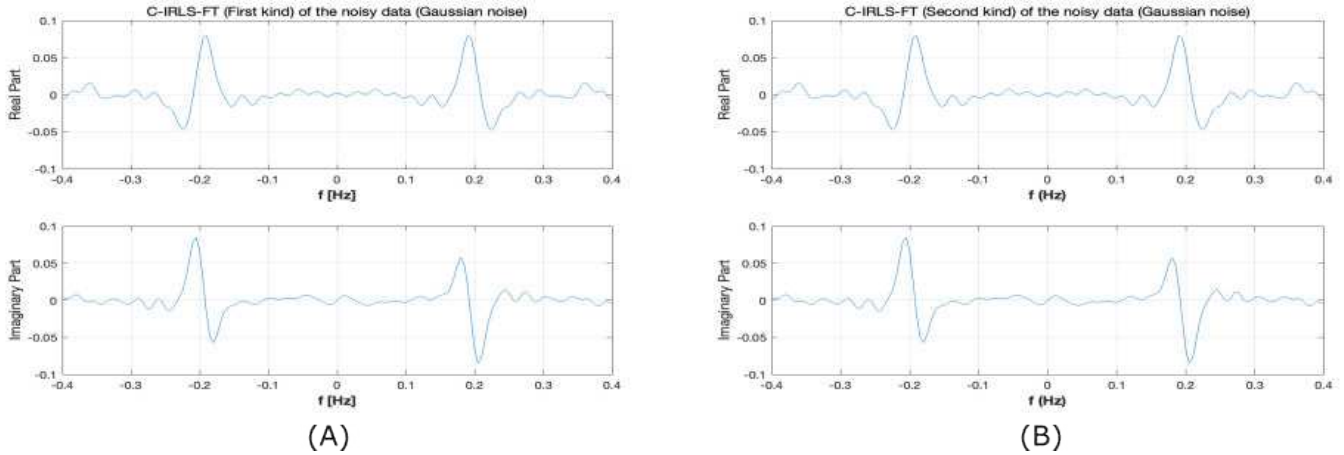 C-IRLS-FT (First kind) of the noisy data (Gaussian noise)
0.1
0.05
0
-0.05
-0.1
Real Part
-0.4 -0.3 -0.2 -0.1 0 0.1 0.2 0.3 0.4
f [Hz]
0.1
0.05
0
-0.05
-0.1
Imaginary Part
-0.4 -0.3 -0.2 -0.1 0 0.1 0.2 0.3 0.4
f [Hz]
(A)
C-IRLS-FT (Second kind) of the noisy data (Gaussian noise)
0.1
0.05
0
-0.05
-0.1
Real Part
-0.4 -0.3 -0.2 -0.1 0 0.1 0.2 0.3 0.4
f (Hz)
0.1
0.05
0
-0.05
-0.1
Imaginary Part
-0.4 -0.3 -0.2 -0.1 0 0.1 0.2 0.3 0.4
f (Hz)
(B)